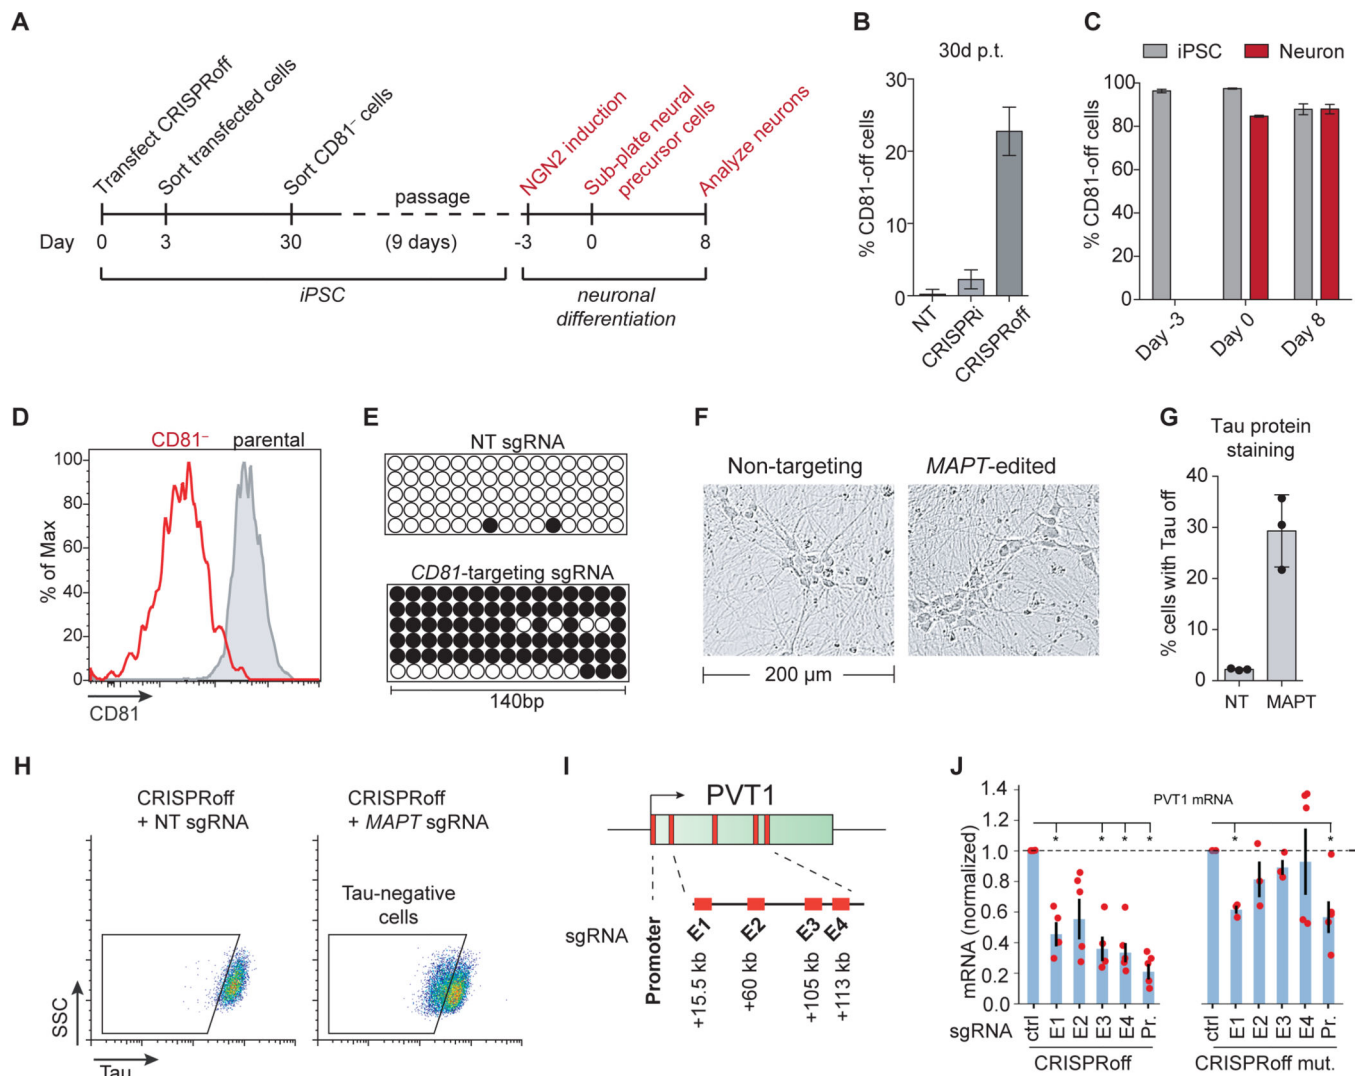 A
Transfect CRISPRoff
Sort transfected cells
Sort CD81⁻ cells
passage
NGN2 induction
Sub-plate neural
precursor cells
Analyze neurons
Day 0 3 30 (9 days) -3 0 8
iPSC
neuronal
differentiation
B
30d p.t.
% CD81-off cells
30
20
10
0
NT
CRISPRi
CRISPRoff
C
iPSC Neuron
% CD81-off cells
100
80
60
40
20
0
Day -3
Day 0
Day 8
D
CD81⁻ parental
% of Max
100
80
60
40
20
0
CD81
E
NT sgRNA
CD81-targeting sgRNA
140bp
F
Non-targeting
MAPT-edited
200 µm
G
Tau protein
staining
% cells with Tau off
40
30
20
10
0
NT MAPT
H
CRISPRoff
+ NT sgRNA
CRISPRoff
+ MAPT sgRNA
Tau-negative
cells
SSC
Tau
I
PVT1
sgRNA
Promoter
E1
E2
E3
E4
+15.5 kb
+60 kb
+105 kb
+113 kb
J
PVT1 mRNA
mRNA (normalized)
1.4
1.2
1.0
0.8
0.6
0.4
0.2
0.0
* * * * * *
sgRNA
ctrl E1 E2 E3 E4 Pr. ctrl E1 E2 E3 E4 Pr.
CRISPRoff CRISPRoff mut.